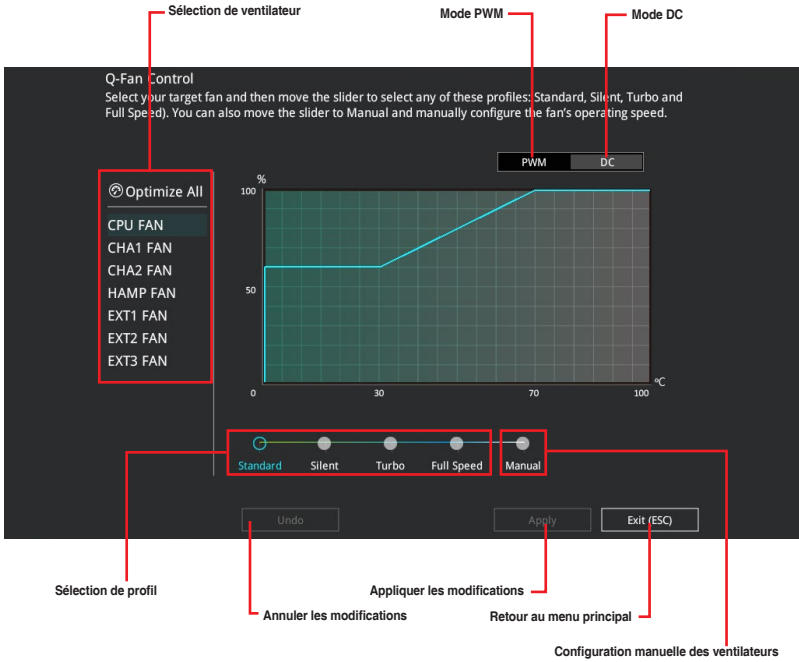 Sélection de ventilateur
Mode PWM
Mode DC
Q-Fan Control
Select your target fan and then move the slider to select any of these profiles: Standard, Silent, Turbo and
Full Speed). You can also move the slider to Manual and manually configure the fan's operating speed.
PWM
DC
Optimize All
CPU FAN
CHA1 FAN
CHA2 FAN
HAMP FAN
EXT1 FAN
EXT2 FAN
EXT3 FAN
%
100
50
0
30
70
100
ºC
Standard
Silent
Turbo
Full Speed
Manual
Undo
Apply
Exit (ESC)
Sélection de profil
Appliquer les modifications
Annuler les modifications
Retour au menu principal
Configuration manuelle des ventilateurs